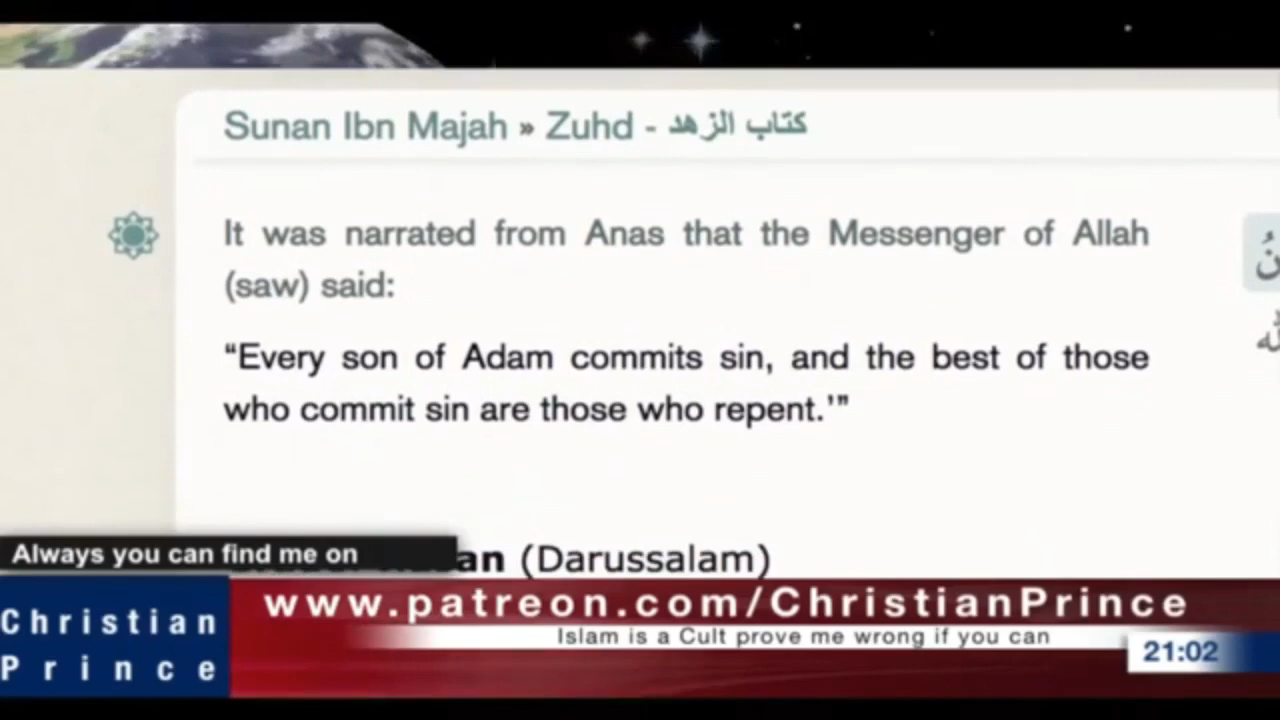 Sunan Ibn Majah » Zuhd - كتاب الزهد
It was narrated from Anas that the Messenger of Allah
(saw) said:
“Every son of Adam commits sin, and the best of those
who commit sin are those who repent.'”
(Darussalam)
Always you can find me on
www.patreon.com/ChristianPrince
Islam is a Cult prove me wrong if you can
Christian
Prince
21:02